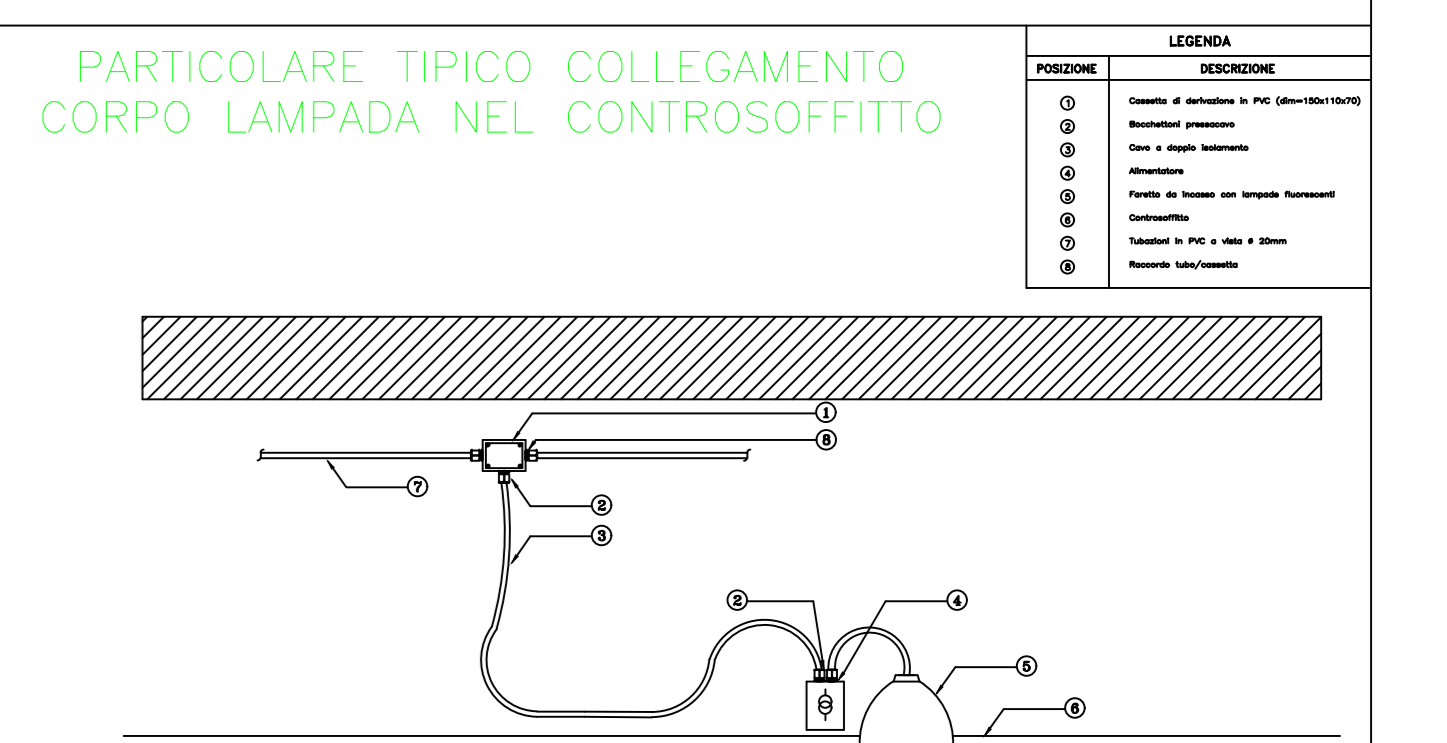 PARTICOLARE TIPICO COLLEGAMENTO
CORPO LAMPADA NEL CONTROSOFFITTO
LEGENDA
POSIZIONE DESCRIZIONE
1 Cassetta di derivazione in PVC (dim=150x110x70)
2 Bocchettoni pressacavo
3 Cavo a doppio isolamento
4 Alimentatore
5 Faretto da incasso con lampade fluorescenti
6 Controsoffitto
7 Tubazioni in PVC a vista ø 20mm
8 Raccordo tubo/cassetta
1
8
7
2
3
2
4
5
6